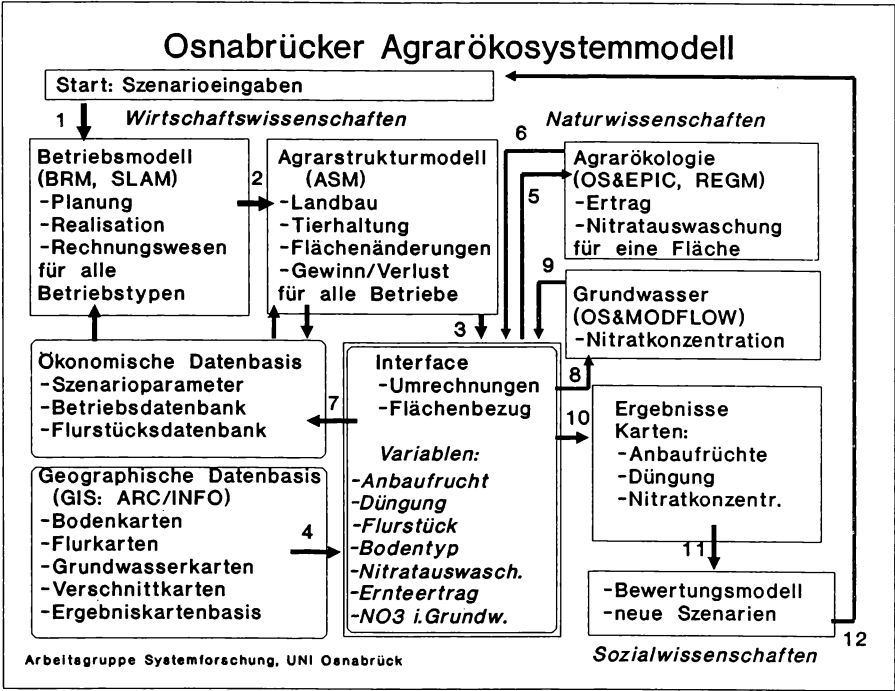 Osnabrücker Agrarökosystemmodell
Start: Szenarioeingaben
1
Wirtschaftswissenschaften
6
Naturwissenschaften
Betriebsmodell
(BRM, SLAM)
-Planung
-Realisation
-Rechnungswesen
für alle
Betriebstypen
2
Agrarstrukturmodell
(ASM)
-Landbau
-Tierhaltung
-Flächenänderungen
-Gewinn/Verlust
für alle Betriebe
5
Agrarökologie
(OS&EPIC, REGM)
-Ertrag
-Nitratauswaschung
für eine Fläche
9
Grundwasser
(OS&MODFLOW)
-Nitratkonzentration
3
Ökonomische Datenbasis
-Szenarioparameter
-Betriebsdatenbank
-Flurstücksdatenbank
7
Interface
-Umrechnungen
-Flächenbezug
Variablen:
-Anbaufrucht
-Düngung
-Flurstück
-Bodentyp
-Nitratauswasch.
-Ernteertrag
-NO3 i.Grundw.
8
10
Ergebnisse
Karten:
-Anbaufrüchte
-Düngung
-Nitratkonzentr.
Geographische Datenbasis
(GIS: ARC/INFO)
-Bodenkarten
-Flurkarten
-Grundwasserkarten
-Verschnittkarten
-Ergebniskartenbasis
4
11
-Bewertungsmodell
-neue Szenarien
12
Sozialwissenschaften
Arbeitsgruppe Systemforschung, UNI Osnabrück